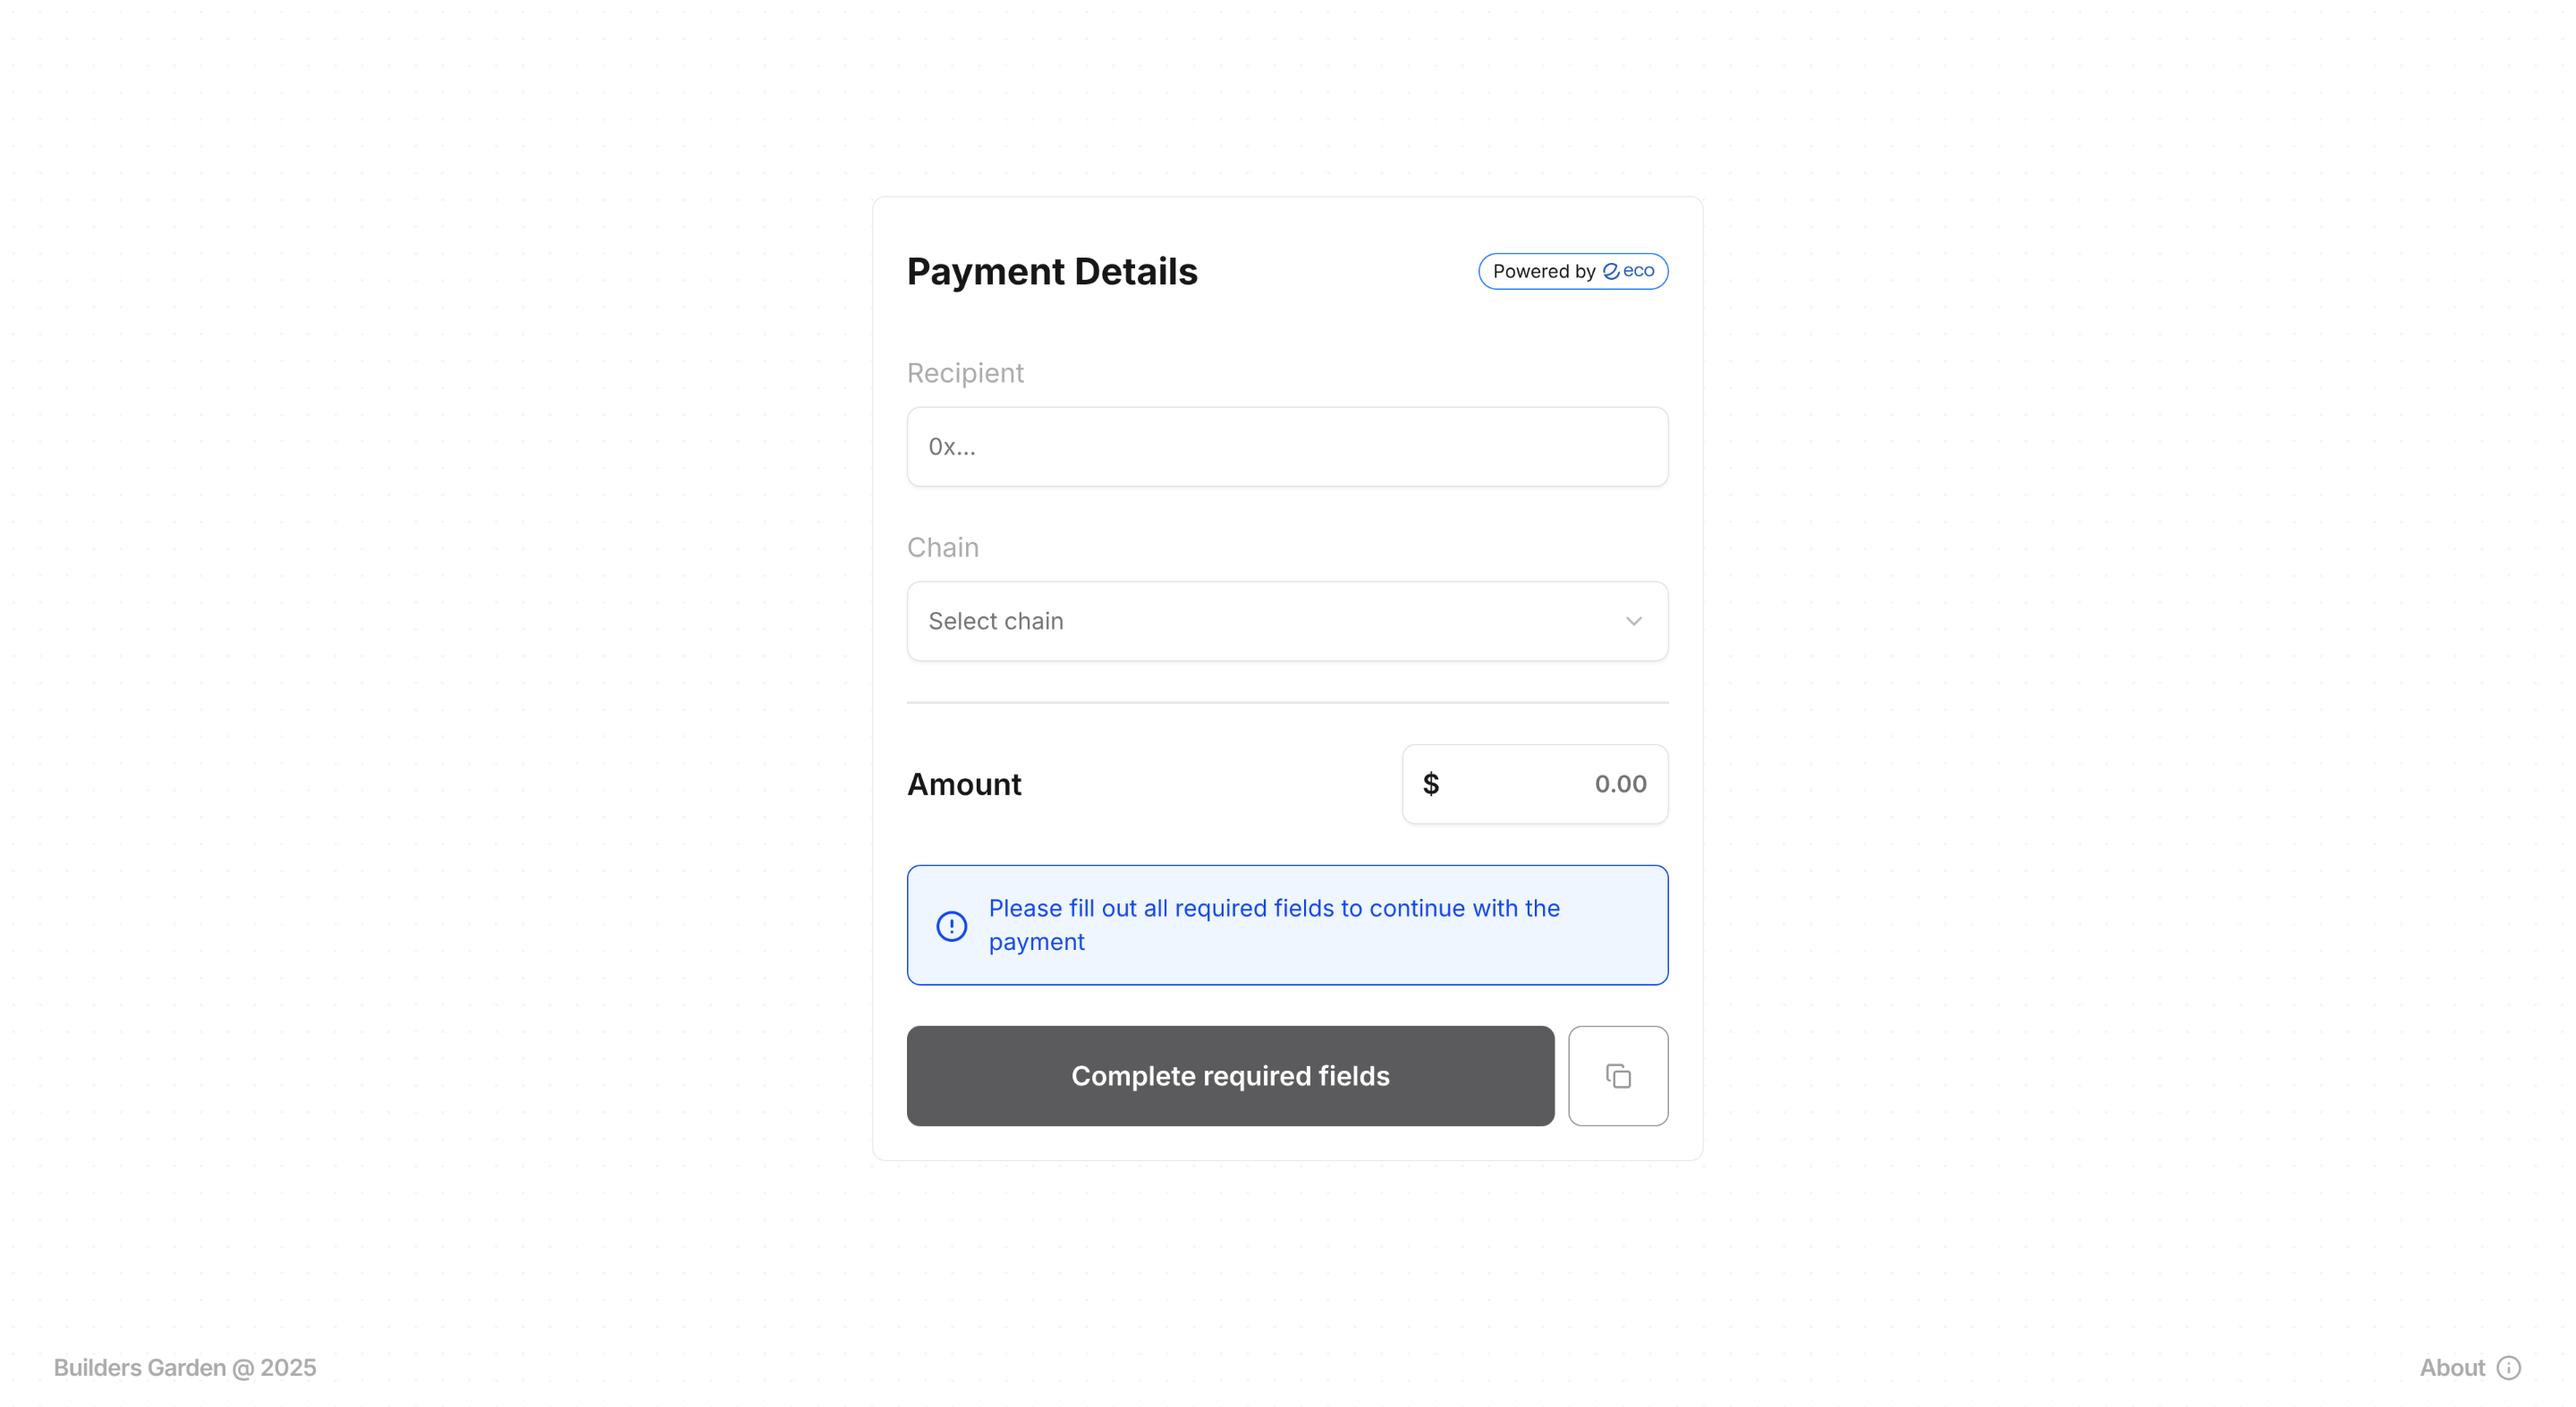 Payment Details
Powered by eco
Recipient
0x...
Chain
Select chain
Amount
$ 0.00
Please fill out all required fields to continue with the
payment
Complete required fields
Builders Garden @ 2025
About